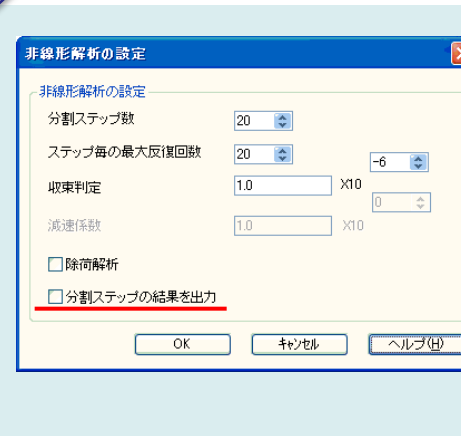 非線形解析の設定
非線形解析の設定
分割ステップ数 20
ステップ毎の最大反復回数 20
-6
収束判定 1.0 X10
0
減速係数 1.0 X10
除荷解析
分割ステップの結果を出力
OK キャンセル ヘルプ(H)